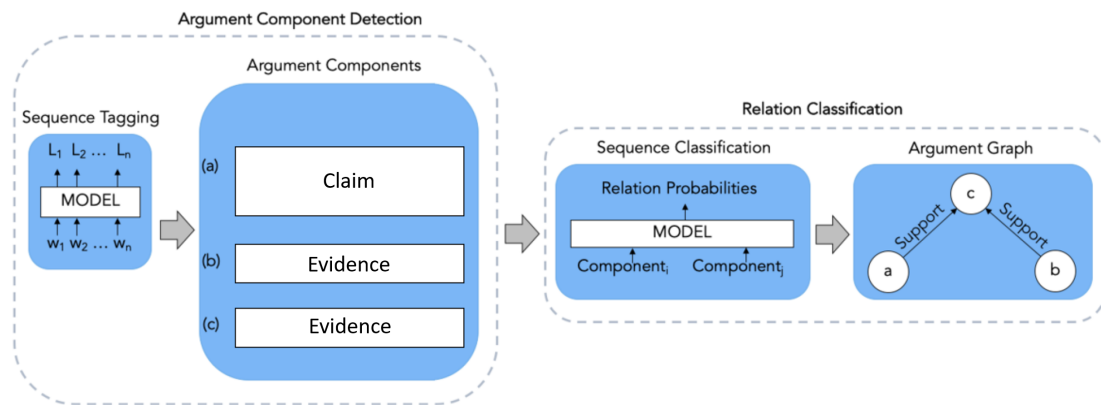 Argument Component Detection
Argument Components
Sequence Tagging
L₁ L₂ ... Lₙ
MODEL
w₁ w₂ ... wₙ
(a)
Claim
(b)
Evidence
(c)
Evidence
Relation Classification
Sequence Classification
Relation Probabilities
MODEL
Componentᵢ Componentⱼ
Argument Graph
c
Support
Support
a
b